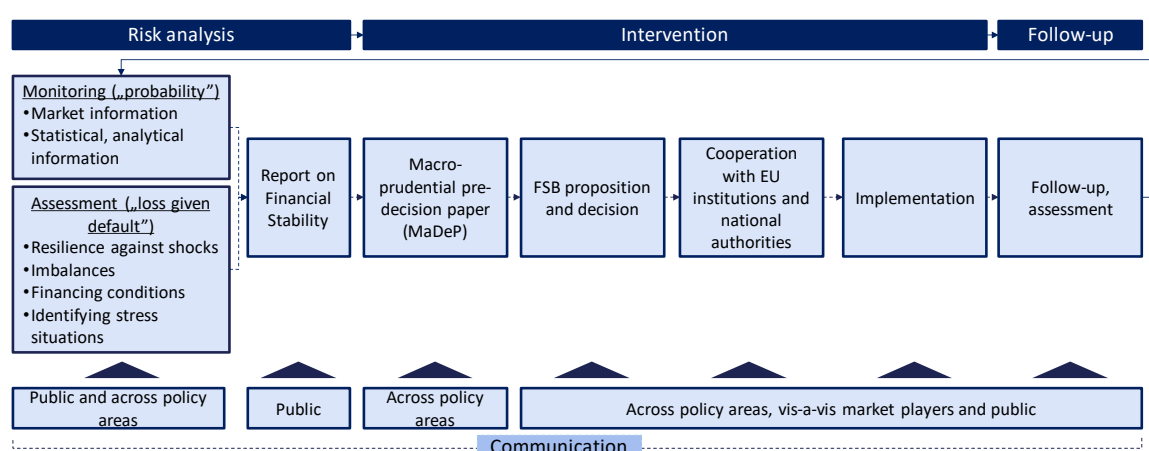 Risk analysis
Intervention
Follow-up
Monitoring („probability”)
•Market information
•Statistical, analytical
information
Assessment („loss given
default”)
•Resilience against shocks
•Imbalances
•Financing conditions
•Identifying stress
situations
Report on
Financial
Stability
Macro-
prudential pre-
decision paper
(MaDeP)
FSB proposition
and decision
Cooperation
with EU
institutions and
national
authorities
Implementation
Follow-up,
assessment
Public and across policy
areas
Public
Across policy
areas
Across policy areas, vis-a-vis market players and public
Communication